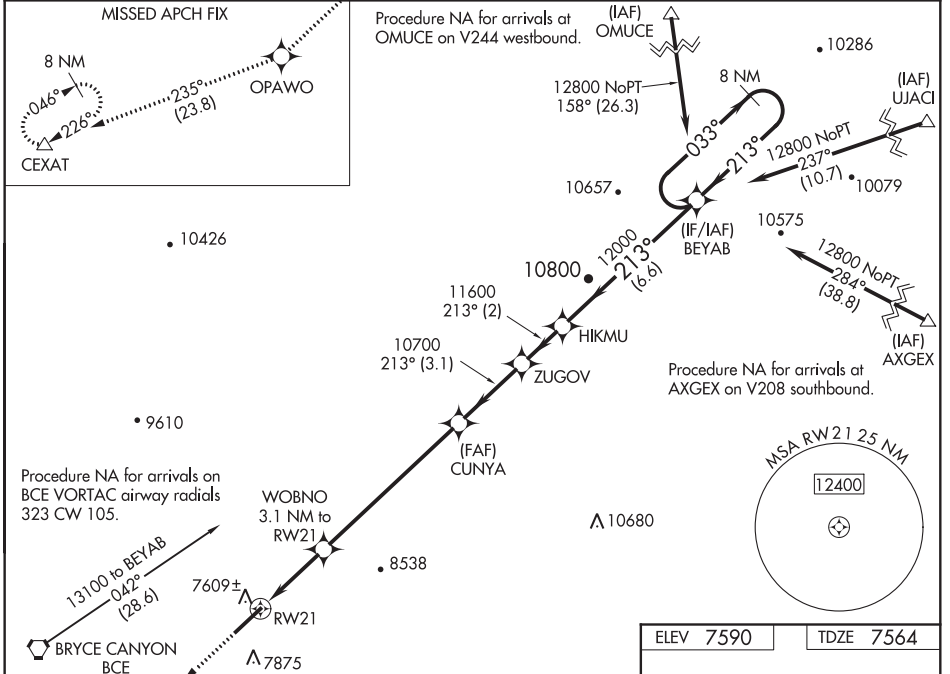 MISSED APCH FIX
8 NM
046°
226°
235°
(23.8)
OPAWO
CEXAT
Procedure NA for arrivals at
OMUCE on V244 westbound.
(IAF)
OMUCE
10286
12800 NoPT
158° (26.3)
8 NM
033°
213°
(IAF)
UJACI
12800 NoPT
237°
(10.7)
10079
10657
(IF/IAF)
BEYAB
10575
12800 NoPT
284°
(38.8)
(IAF)
AXGEX
10426
10800
12000
213°
(6.6)
11600
213° (2)
HIKMU
10700
213° (3.1)
ZUGOV
Procedure NA for arrivals at
AXGEX on V208 southbound.
9610
(FAF)
CUNYA
MSA RW21 25 NM
12400
Procedure NA for arrivals on
BCE VORTAC airway radials
323 CW 105.
WOBNO
3.1 NM to
RW21
10680
8538
13100 to BEYAB
042°
(28.6)
7609±
RW21
BRYCE CANYON
BCE
7875
ELEV 7590
TDZE 7564